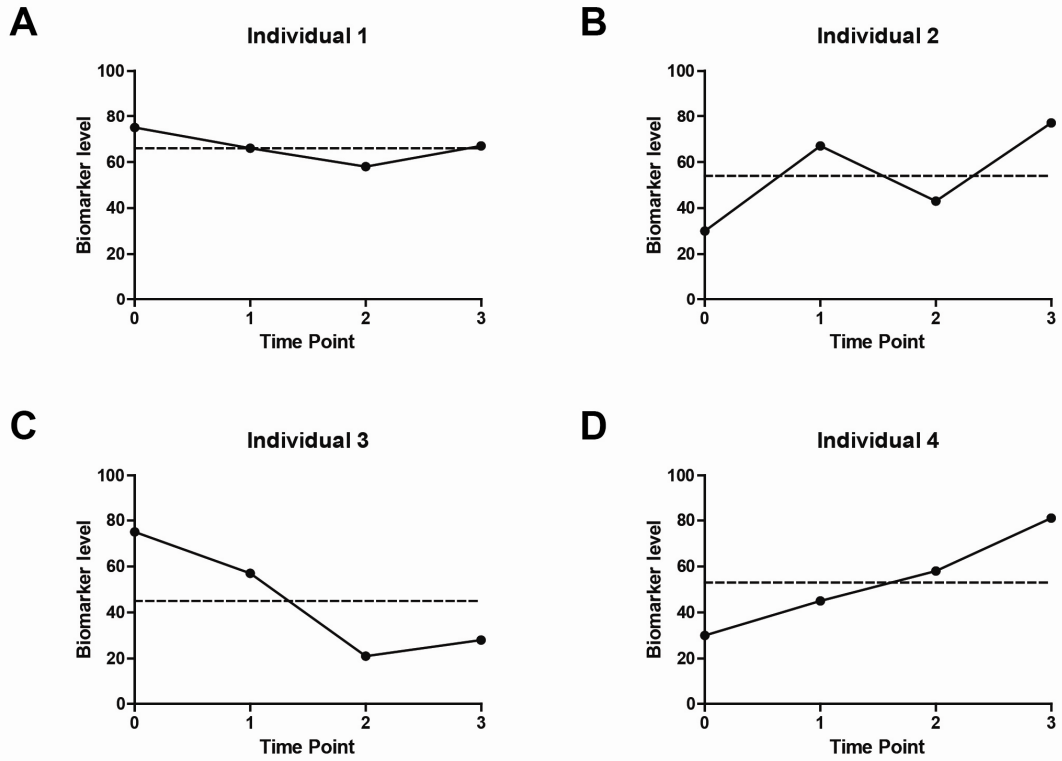 A
Individual 1
100
80
60
40
20
0
Biomarker level
0 1 2 3
Time Point
B
Individual 2
100
80
60
40
20
0
Biomarker level
0 1 2 3
Time Point
C
Individual 3
100
80
60
40
20
0
Biomarker level
0 1 2 3
Time Point
D
Individual 4
100
80
60
40
20
0
Biomarker level
0 1 2 3
Time Point